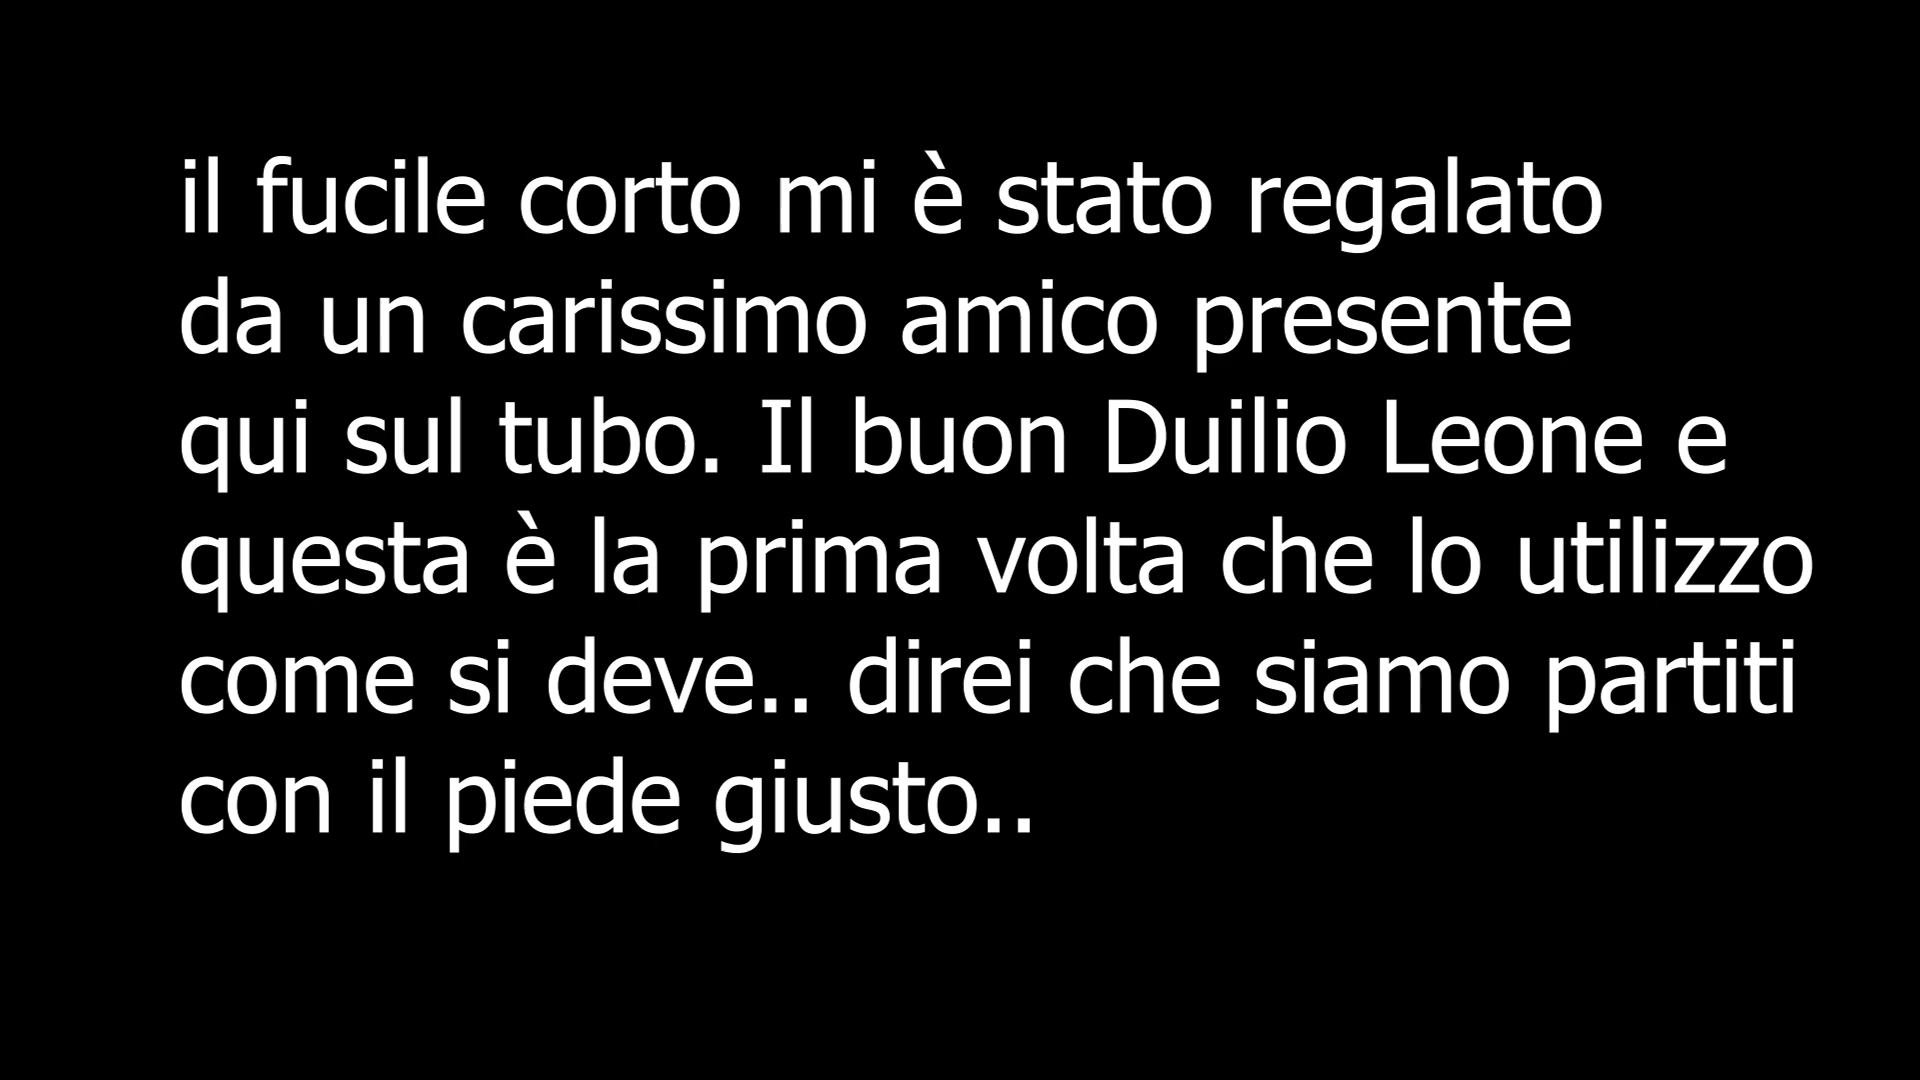 il fucile corto mi è stato regalato
da un carissimo amico presente
qui sul tubo. Il buon Duilio Leone e
questa è la prima volta che lo utilizzo
come si deve.. direi che siamo partiti
con il piede giusto..